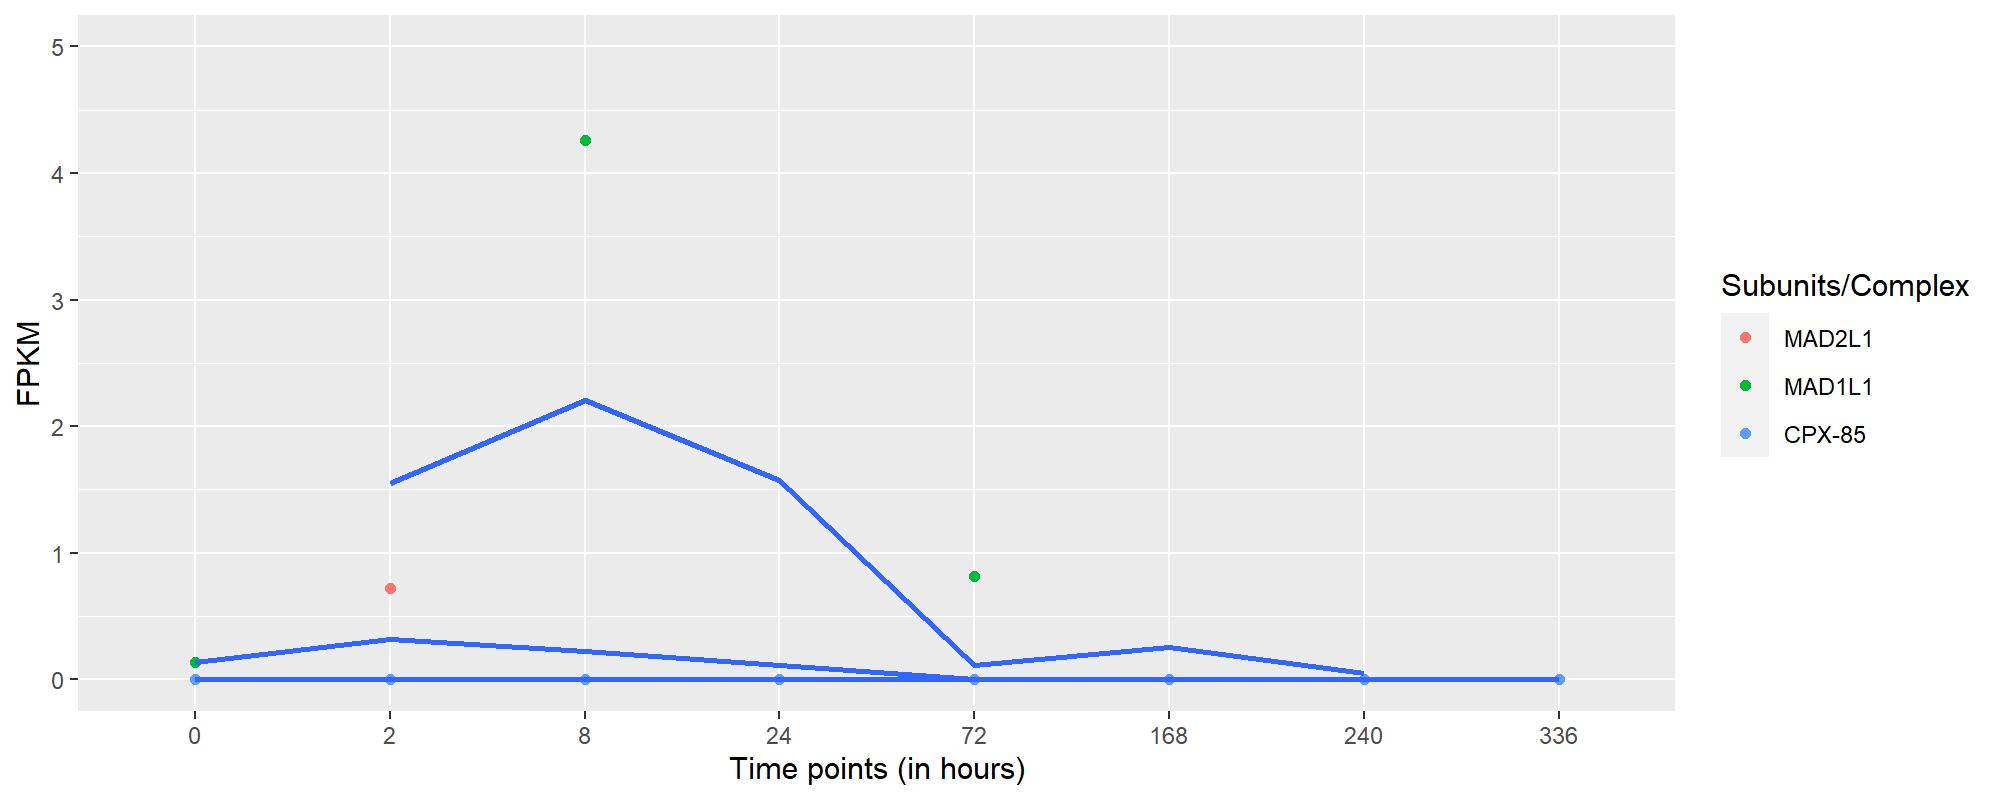 5
4
3
2
1
0
FPKM
0 2 8 24 72 168 240 336
Time points (in hours)
Subunits/Complex
MAD2L1
MAD1L1
CPX-85